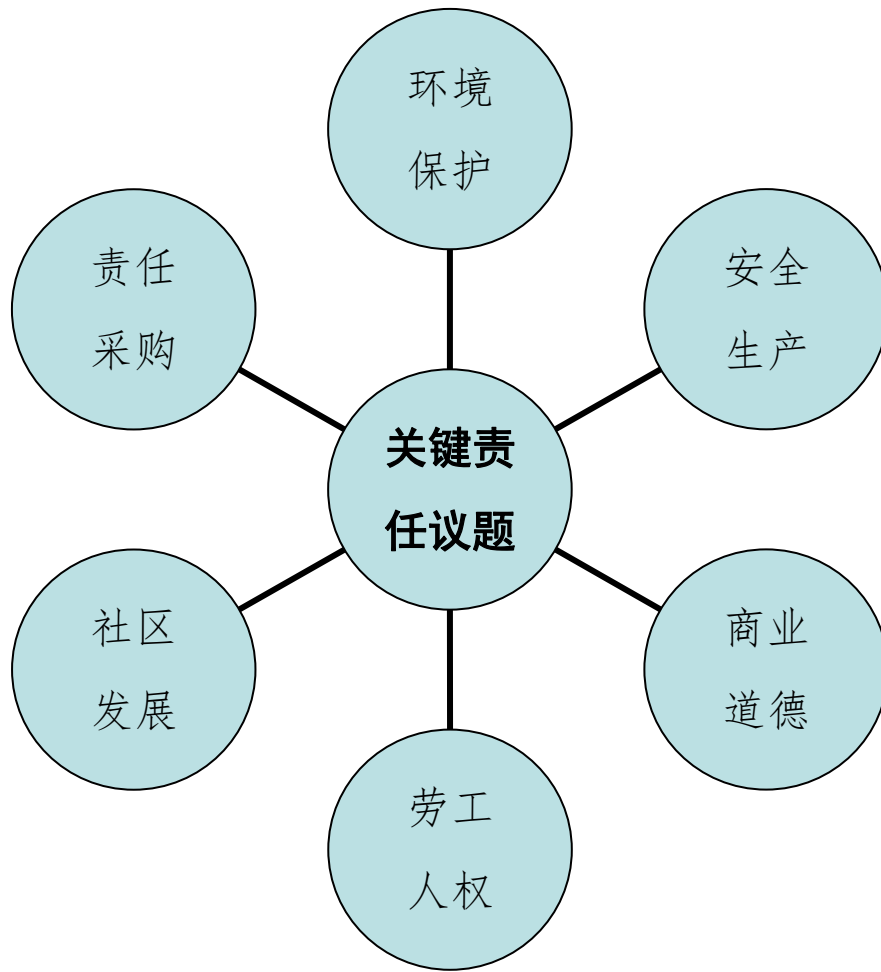 环境
保护
责任
采购
安全
生产
关键责
任议题
社区
发展
商业
道德
劳工
人权